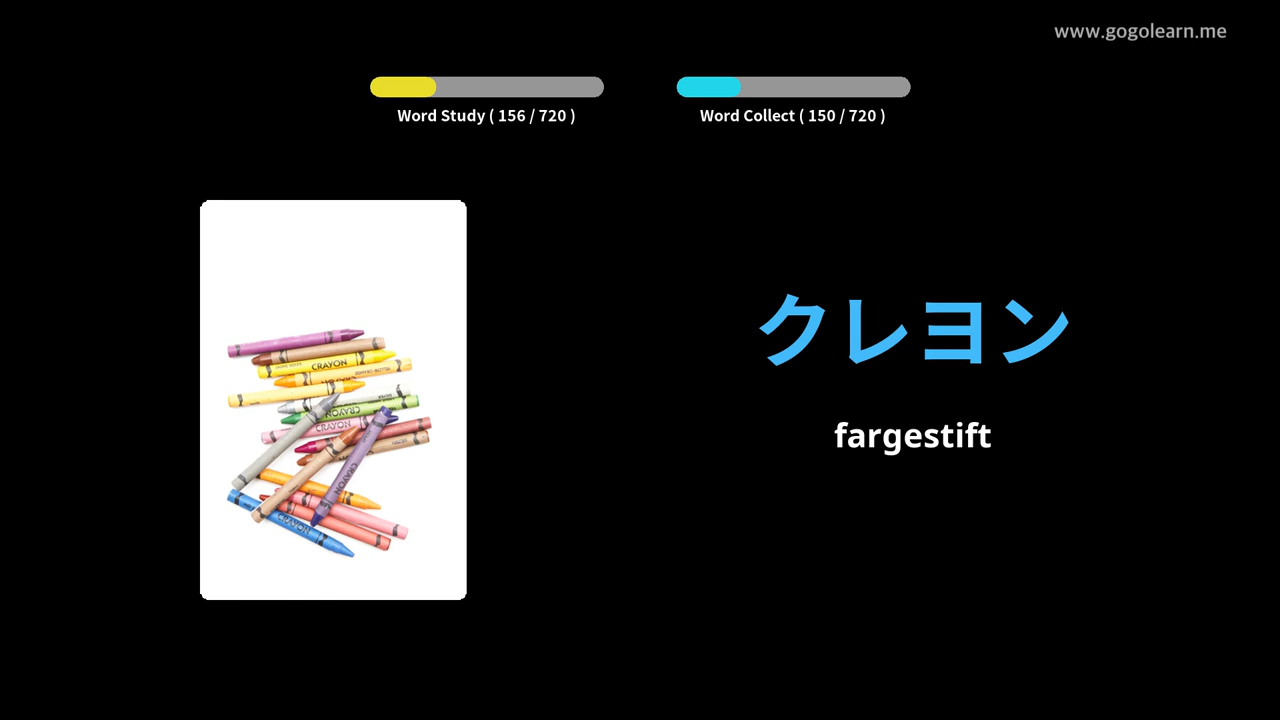 www.gogolearn.me
Word Study ( 156 / 720 )
Word Collect ( 150 / 720 )
クレヨン
fargestift
CRAYON
CRAYON
CRAYON
CRAYON